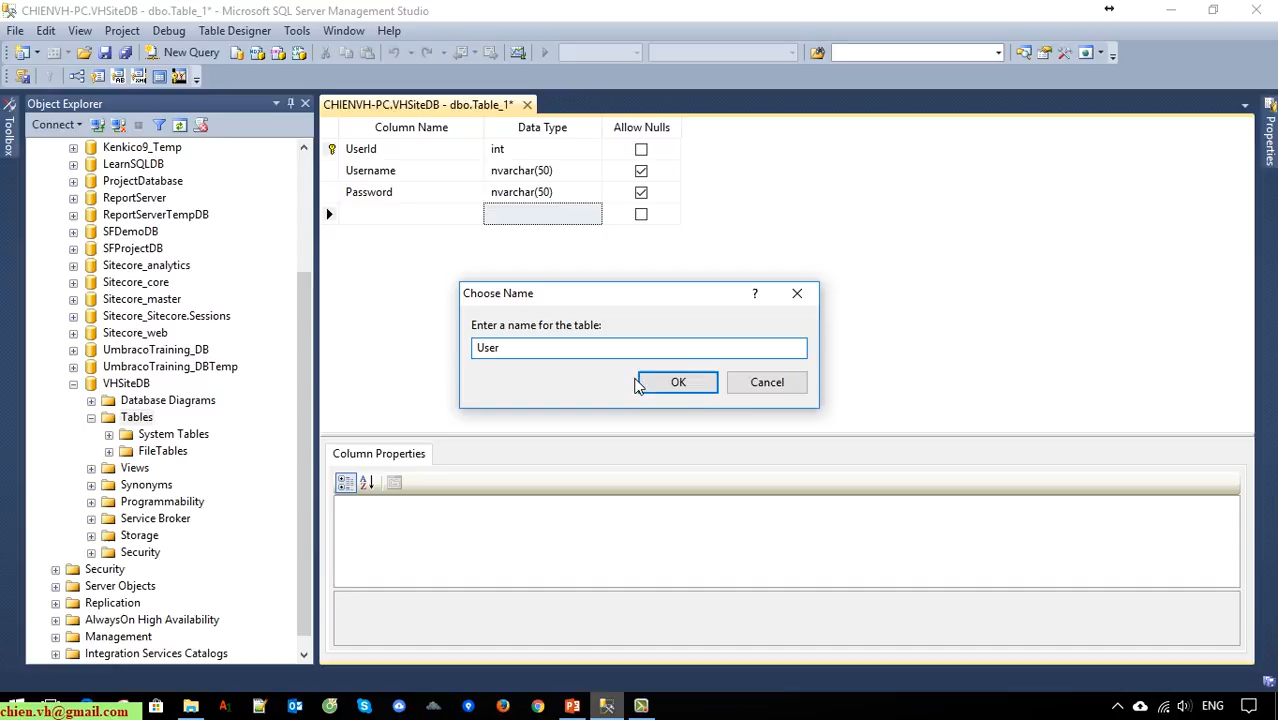 CHIENVH-PC.VHSiteDB - dbo.Table_1* - Microsoft SQL Server Management Studio
File Edit View Project Debug Table Designer Tools Window Help
New Query
Toolbox
Object Explorer
Connect
Kenkico9_Temp
LearnSQLDB
ProjectDatabase
ReportServer
ReportServerTempDB
SFDemoDB
SFProjectDB
Sitecore_analytics
Sitecore_core
Sitecore_master
Sitecore_Sitecore.Sessions
Sitecore_web
UmbracoTraining_DB
UmbracoTraining_DBTemp
VHSiteDB
Database Diagrams
Tables
System Tables
FileTables
Views
Synonyms
Programmability
Service Broker
Storage
Security
Security
Server Objects
Replication
AlwaysOn High Availability
Management
Integration Services Catalogs
CHIENVH-PC.VHSiteDB - dbo.Table_1*
Column Name Data Type Allow Nulls
UserId int
Username nvarchar(50)
Password nvarchar(50)
Choose Name
Enter a name for the table:
User
OK Cancel
Column Properties
Properties
chien.vh@gmail.com
ENG